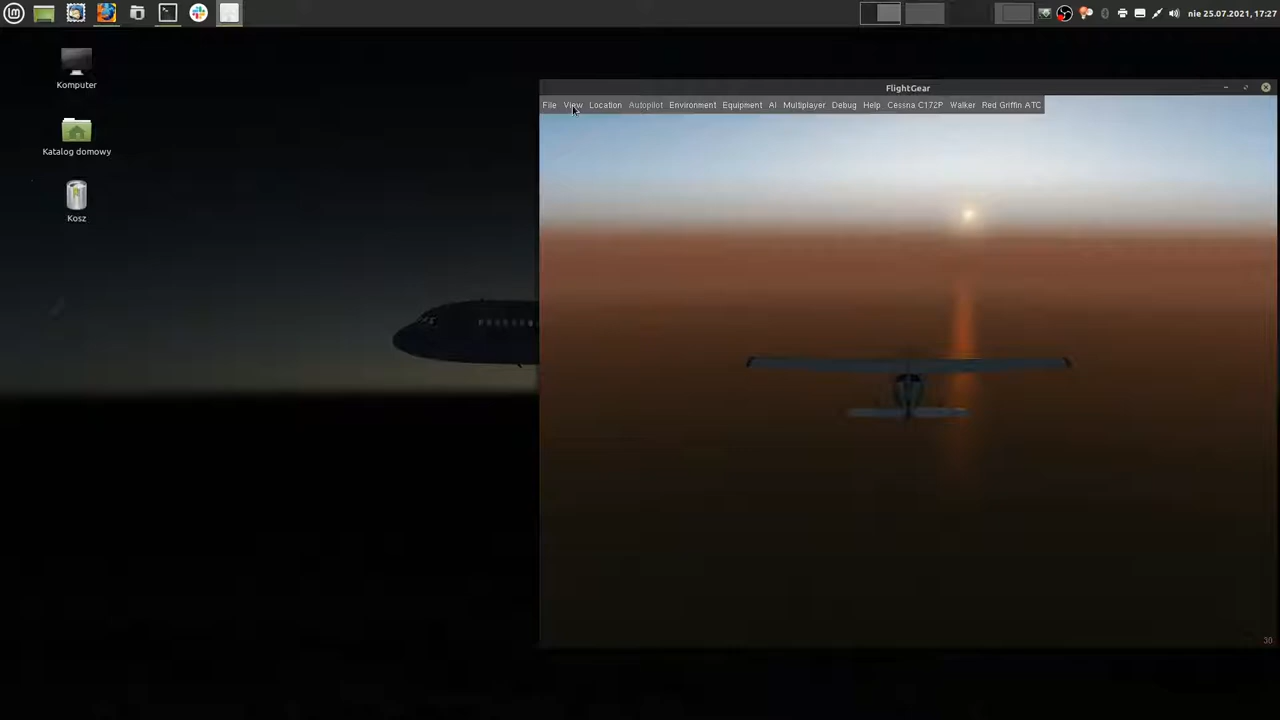 nie 25.07.2021, 17:27
Komputer
Katalog domowy
Kosz
FlightGear
File View Location Autopilot Environment Equipment AI Multiplayer Debug Help Cessna C172P Walker Red Griffin ATC
30